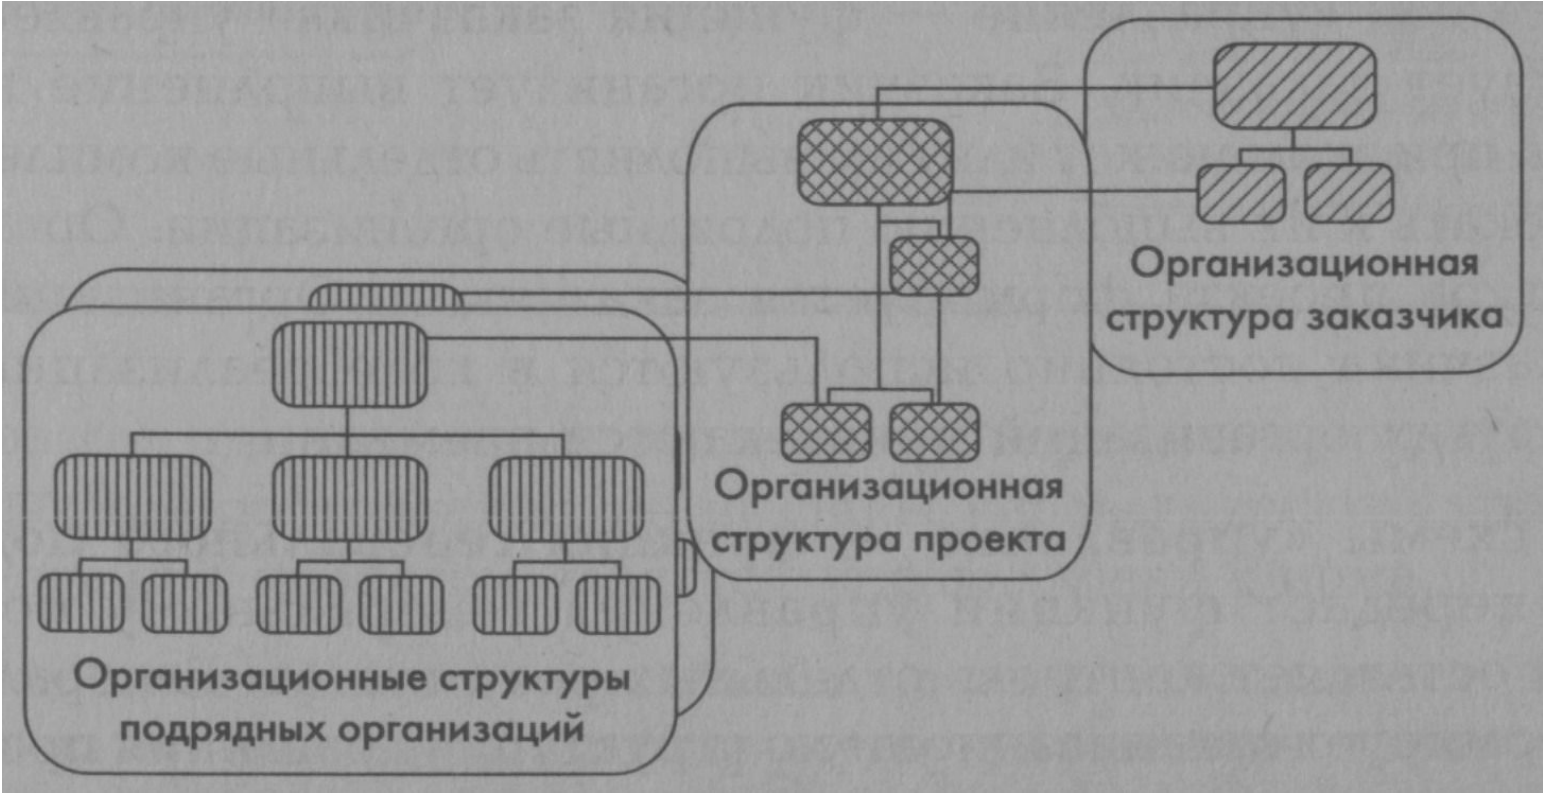 Организационная
структура заказчика
Организационная
структура проекта
Организационные структуры
подрядных организаций